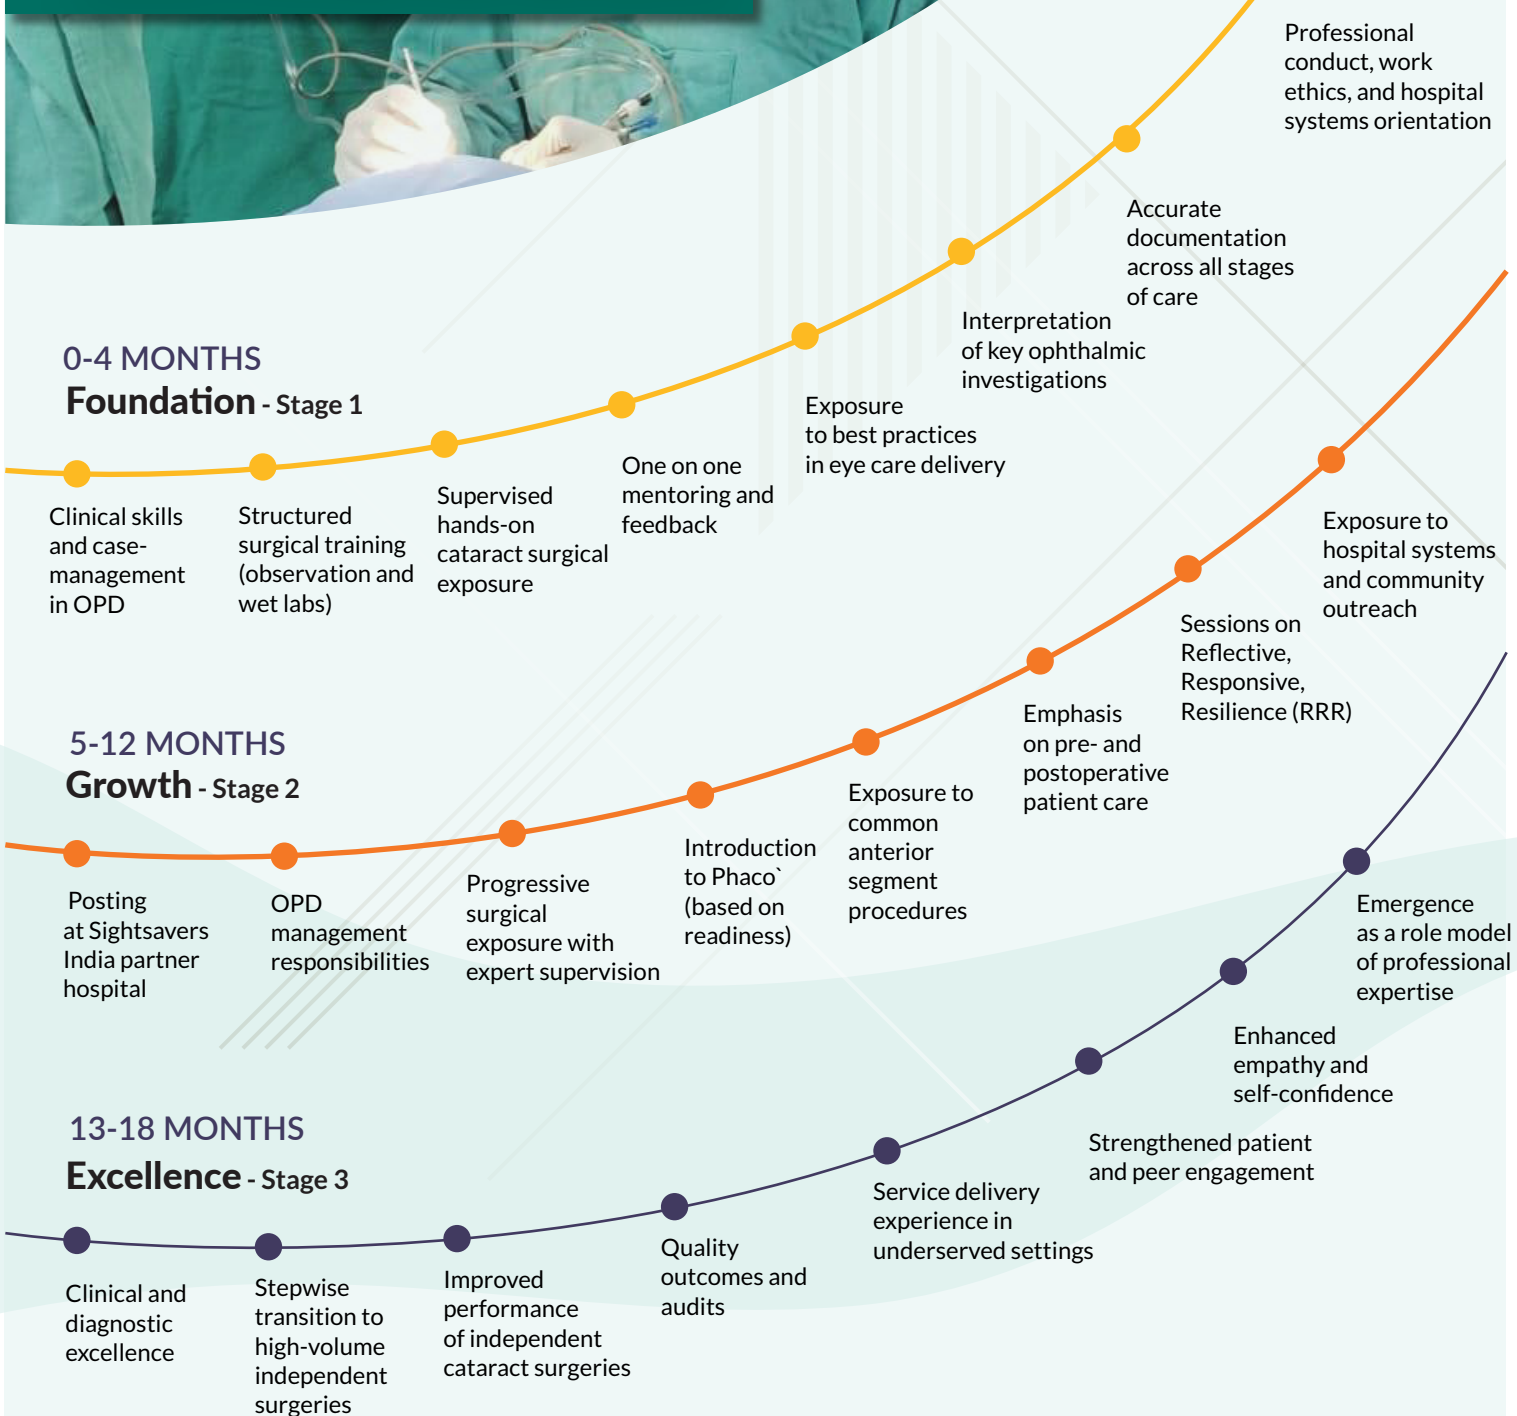 0-4 MONTHS
Foundation - Stage 1
Clinical skills
and case-
management
in OPD
Structured
surgical training
(observation and
wet labs)
Supervised
hands-on
cataract surgical
exposure
One on one
mentoring and
feedback
Exposure
to best practices
in eye care delivery
Interpretation
of key ophthalmic
investigations
Accurate
documentation
across all stages
of care
Professional
conduct, work
ethics, and hospital
systems orientation
5-12 MONTHS
Growth - Stage 2
Posting
at Sightsavers
India partner
hospital
OPD
management
responsibilities
Progressive
surgical
exposure with
expert supervision
Introduction
to Phaco`
(based on
readiness)
Exposure to
common
anterior
segment
procedures
Emphasis
on pre- and
postoperative
patient care
Sessions on
Reflective,
Responsive,
Resilience (RRR)
Exposure to
hospital systems
and community
outreach
13-18 MONTHS
Excellence - Stage 3
Clinical and
diagnostic
excellence
Stepwise
transition to
high-volume
independent
surgeries
Improved
performance
of independent
cataract surgeries
Quality
outcomes and
audits
Service delivery
experience in
underserved settings
Strengthened patient
and peer engagement
Enhanced
empathy and
self-confidence
Emergence
as a role model
of professional
expertise